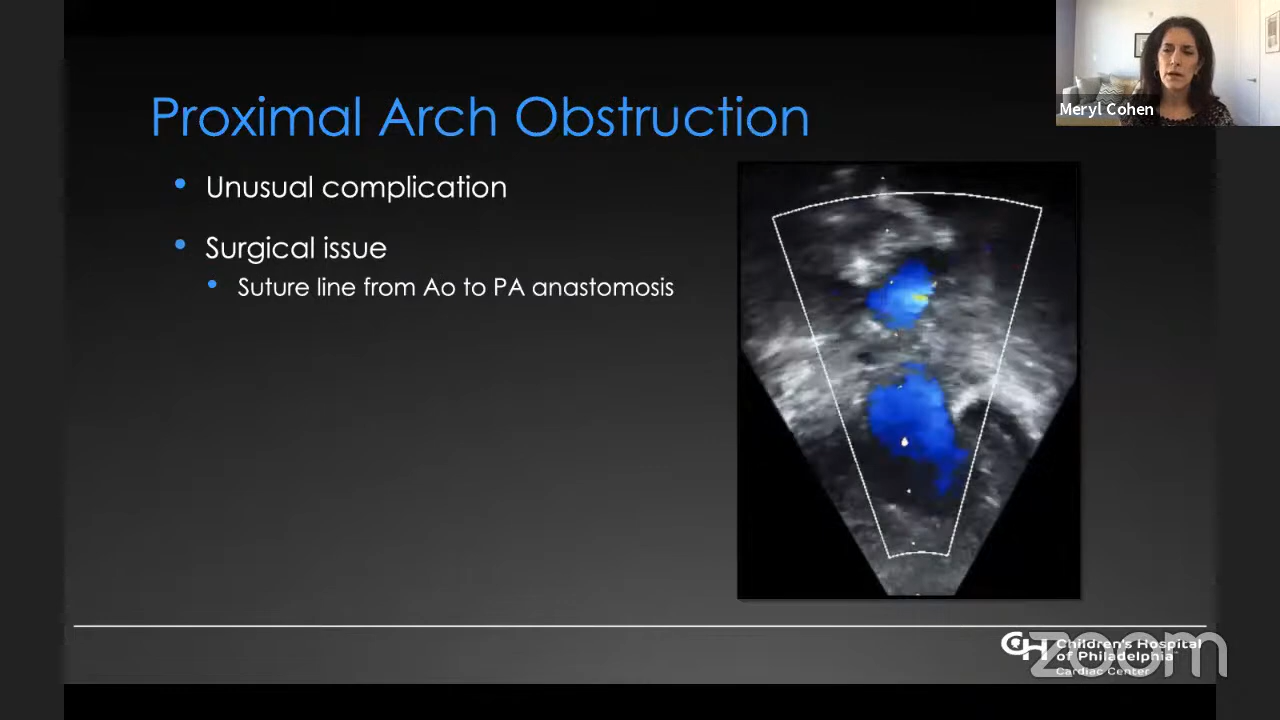 Proximal Arch Obstruction
Meryl Cohen
Unusual complication
Surgical issue
Suture line from Ao to PA anastomosis
CH Children's Hospital
of Philadelphia
Cardiac Center
zoom